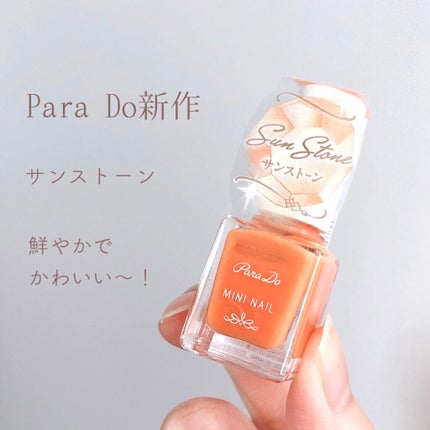 Para Do新作
サンストーン
鮮やかで
かわいい〜！
Sun Stone
サンストーン
Para Do
MINI NAIL